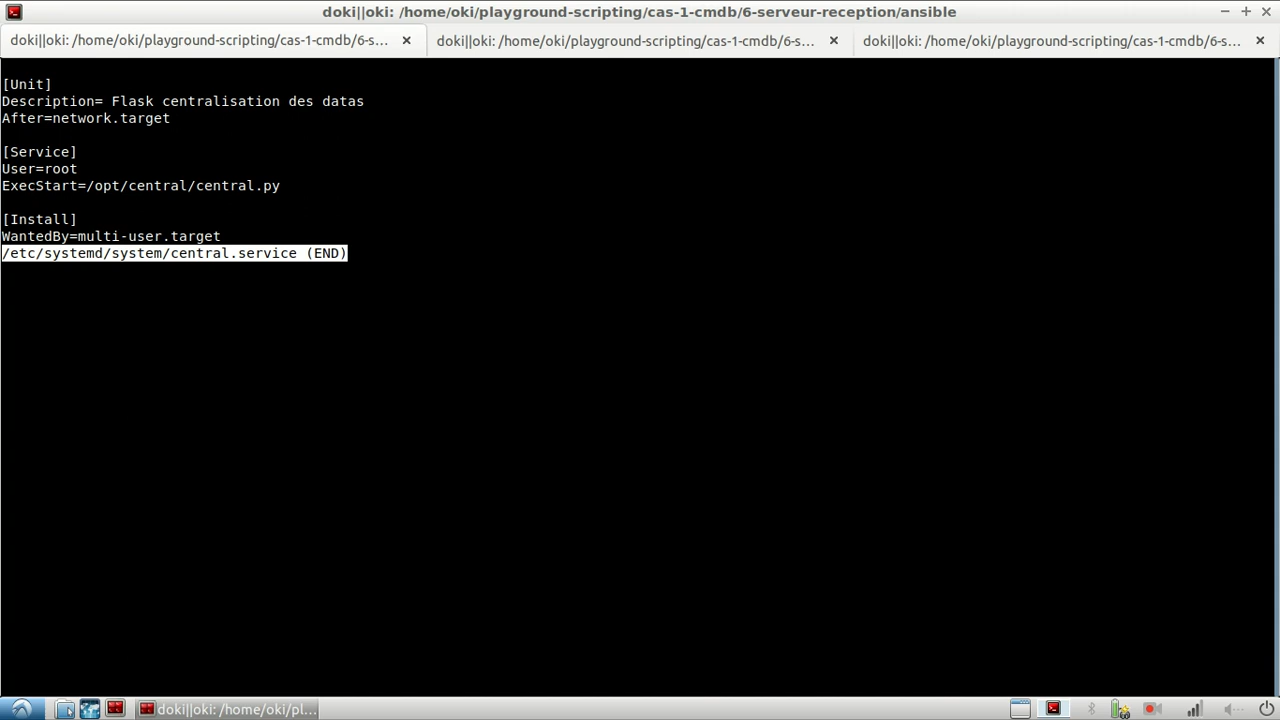 doki||oki: /home/oki/playground-scripting/cas-1-cmdb/6-serveur-reception/ansible
doki||oki: /home/oki/playground-scripting/cas-1-cmdb/6-s...
doki||oki: /home/oki/playground-scripting/cas-1-cmdb/6-s...
doki||oki: /home/oki/playground-scripting/cas-1-cmdb/6-s...
[Unit]
Description= Flask centralisation des datas
After=network.target
[Service]
User=root
ExecStart=/opt/central/central.py
[Install]
WantedBy=multi-user.target
/etc/systemd/system/central.service (END)
doki||oki: /home/oki/pl...